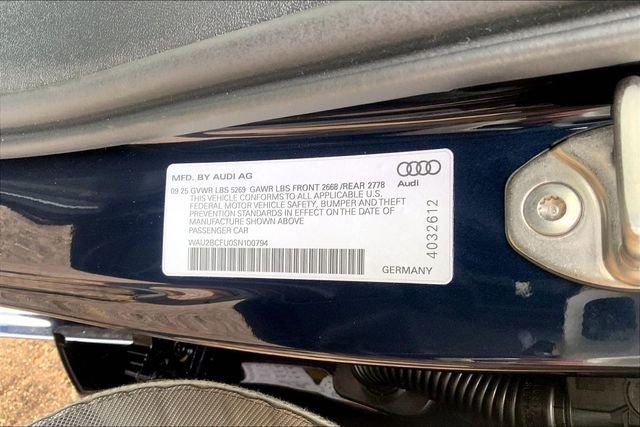 MFD. BY AUDI AG
Audi
09 25 GVWR LBS 5269 GAWR LBS FRONT 2668 /REAR 2778
THIS VEHICLE CONFORMS TO ALL APPLICABLE U.S.
FEDERAL MOTOR VEHICLE SAFETY, BUMPER AND THEFT
PREVENTION STANDARDS IN EFFECT ON THE DATE OF
MANUFACTURE SHOWN ABOVE
PASSENGER CAR
WAU2BCFU0SN100794
GERMANY
4032612